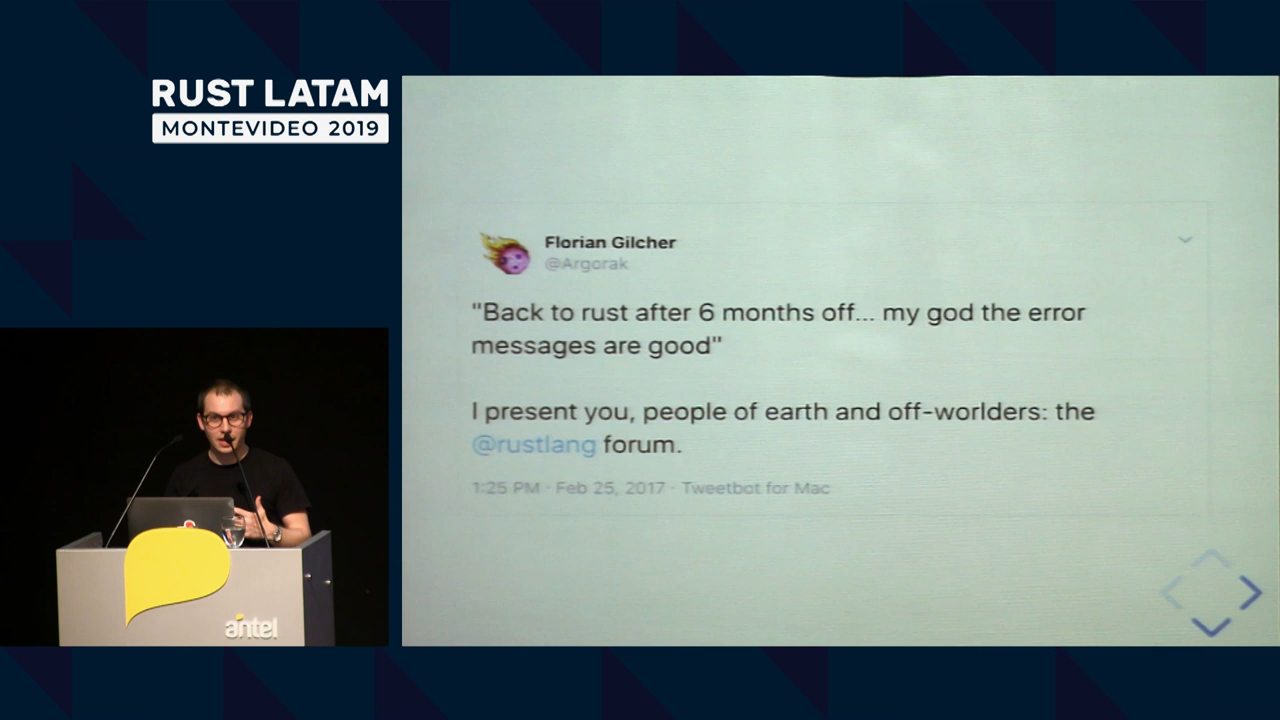 RUST LATAM
MONTEVIDEO 2019
Florian Gilcher
@Argorak
"Back to rust after 6 months off... my god the error
messages are good"
I present you, people of earth and off-worlders: the
@rustlang forum.
1:25 PM · Feb 25, 2017 · Tweetbot for Mac
antel